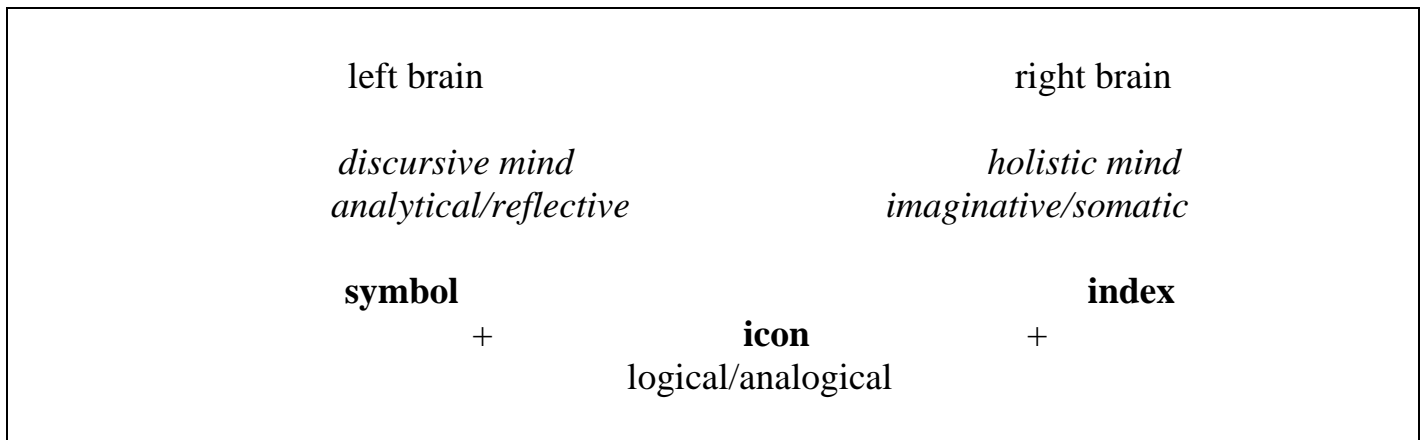 left brain right brain
discursive mind holistic mind
analytical/reflective imaginative/somatic
symbol index
+ icon +
logical/analogical